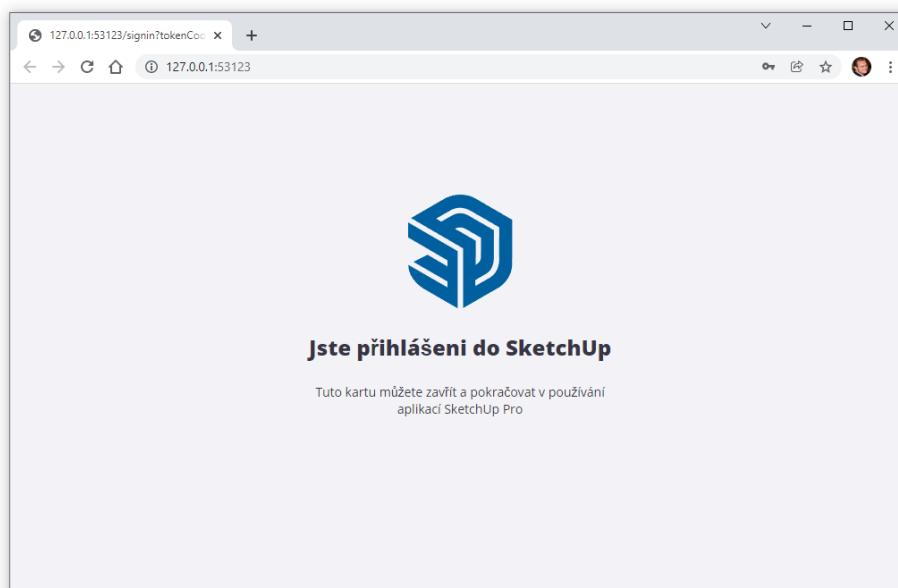 127.0.0.1:53123/signin?tokenCo
127.0.0.1:53123
Jste přihlášeni do SketchUp
Tuto kartu můžete zavřít a pokračovat v používání
aplikací SketchUp Pro